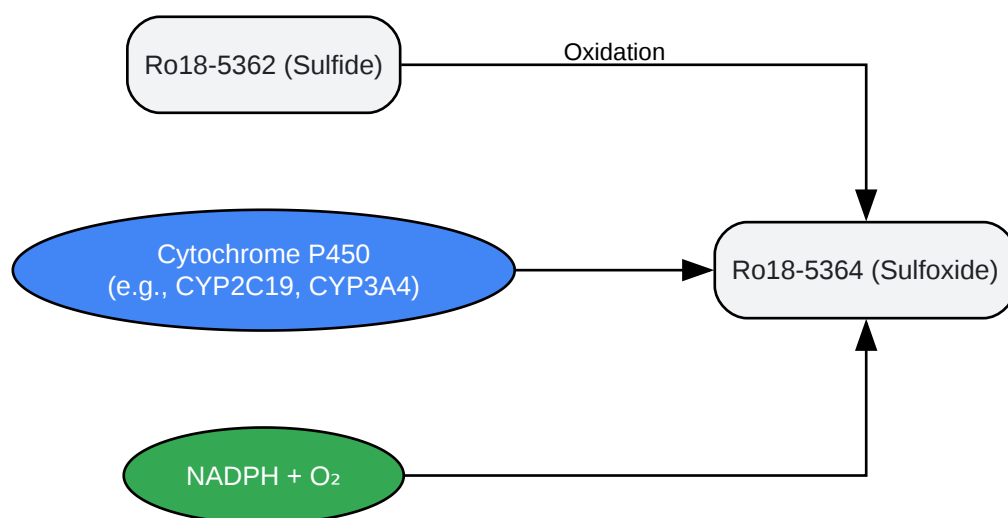 Ro18-5362 (Sulfide)
Oxidation
Cytochrome P450
(e.g., CYP2C19, CYP3A4)
Ro18-5364 (Sulfoxide)
NADPH + O₂